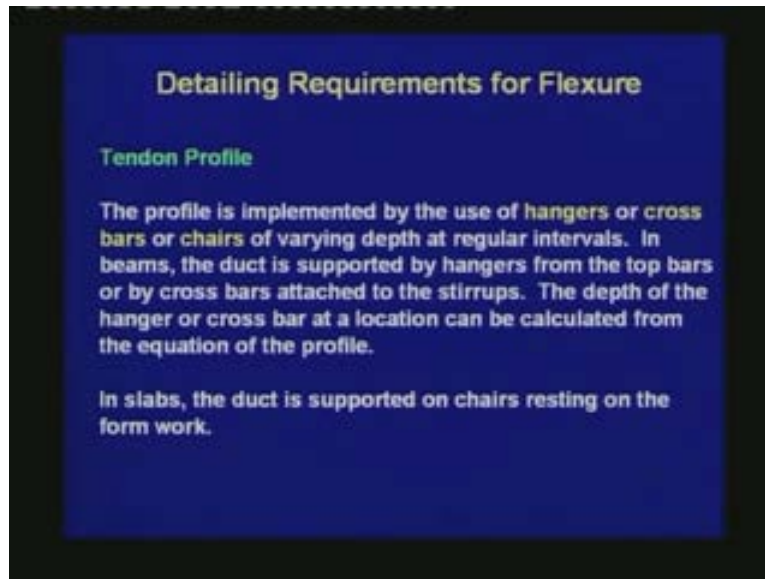 Detailing Requirements for Flexure
Tendon Profile
The profile is implemented by the use of hangers or cross
bars or chairs of varying depth at regular intervals. In
beams, the duct is supported by hangers from the top bars
or by cross bars attached to the stirrups. The depth of the
hanger or cross bar at a location can be calculated from
the equation of the profile.
In slabs, the duct is supported on chairs resting on the
form work.